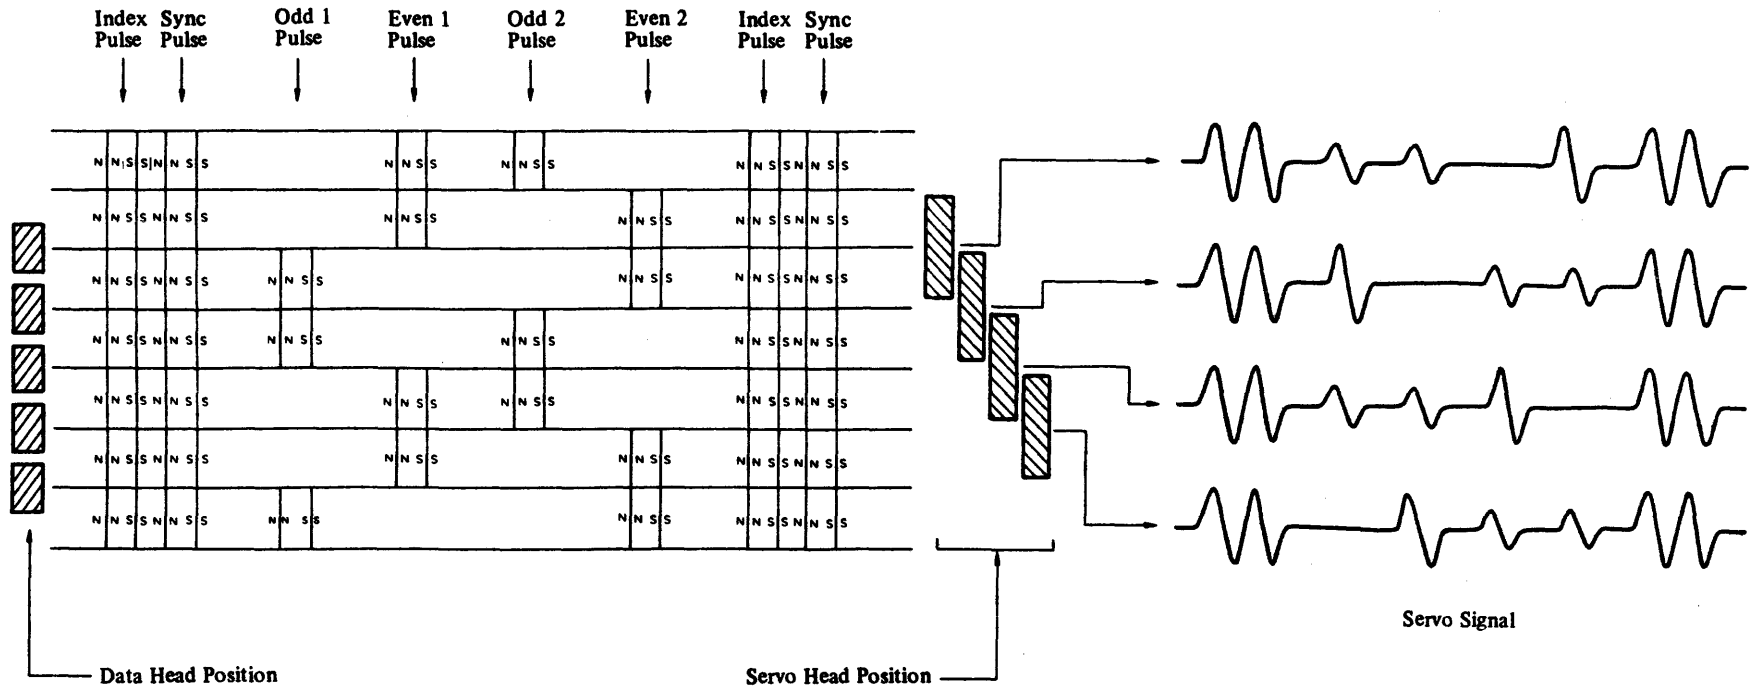 Index Sync Odd 1 Even 1 Odd 2 Even 2 Index Sync
Pulse Pulse Pulse Pulse Pulse Pulse Pulse Pulse
N N S S N N S S N N S S N N S S N N S S N N S S
N N S S N N S S N N S S N N S S N N S S N N S S
N N S S N N S S N N S S N N S S N N S S N N S S
N N S S N N S S N N S S N N S S N N S S N N S S
N N S S N N S S N N S S N N S S N N S S N N S S
N N S S N N S S N N S S N N S S N N S S N N S S
N N S S N N S S N N S S N N S S N N S S N N S S
Servo Signal
Data Head Position
Servo Head Position